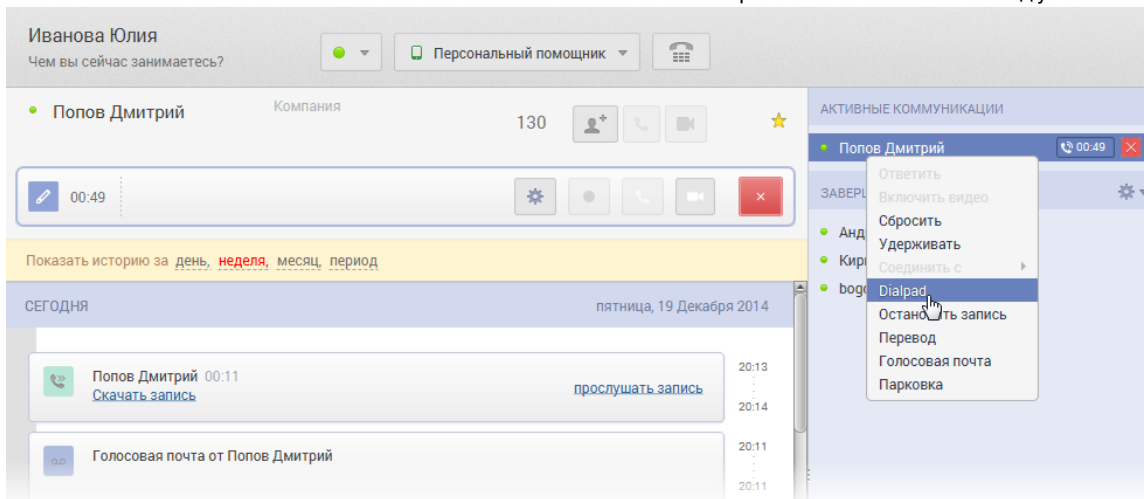 Иванова Юлия
Чем вы сейчас занимаетесь?
Персональный помощник
Попов Дмитрий
Компания
130
00:49
Показать историю за день, неделя, месяц, период
СЕГОДНЯ
пятница, 19 Декабря 2014
Попов Дмитрий 00:11
Скачать запись
прослушать запись
20:13
20:14
Голосовая почта от Попов Дмитрий
20:11
20:11
АКТИВНЫЕ КОММУНИКАЦИИ
Попов Дмитрий
00:49
Ответить
Включить видео
Сбросить
Удерживать
Соединить с
Dialpad
Остановить запись
Перевод
Голосовая почта
Парковка